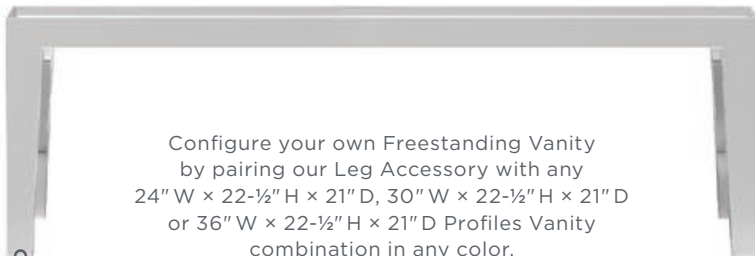 Configure your own Freestanding Vanity
by pairing our Leg Accessory with any
24" W × 22-½" H × 21" D, 30" W × 22-½" H × 21" D
or 36" W × 22-½" H × 21" D Profiles Vanity
combination in any color.